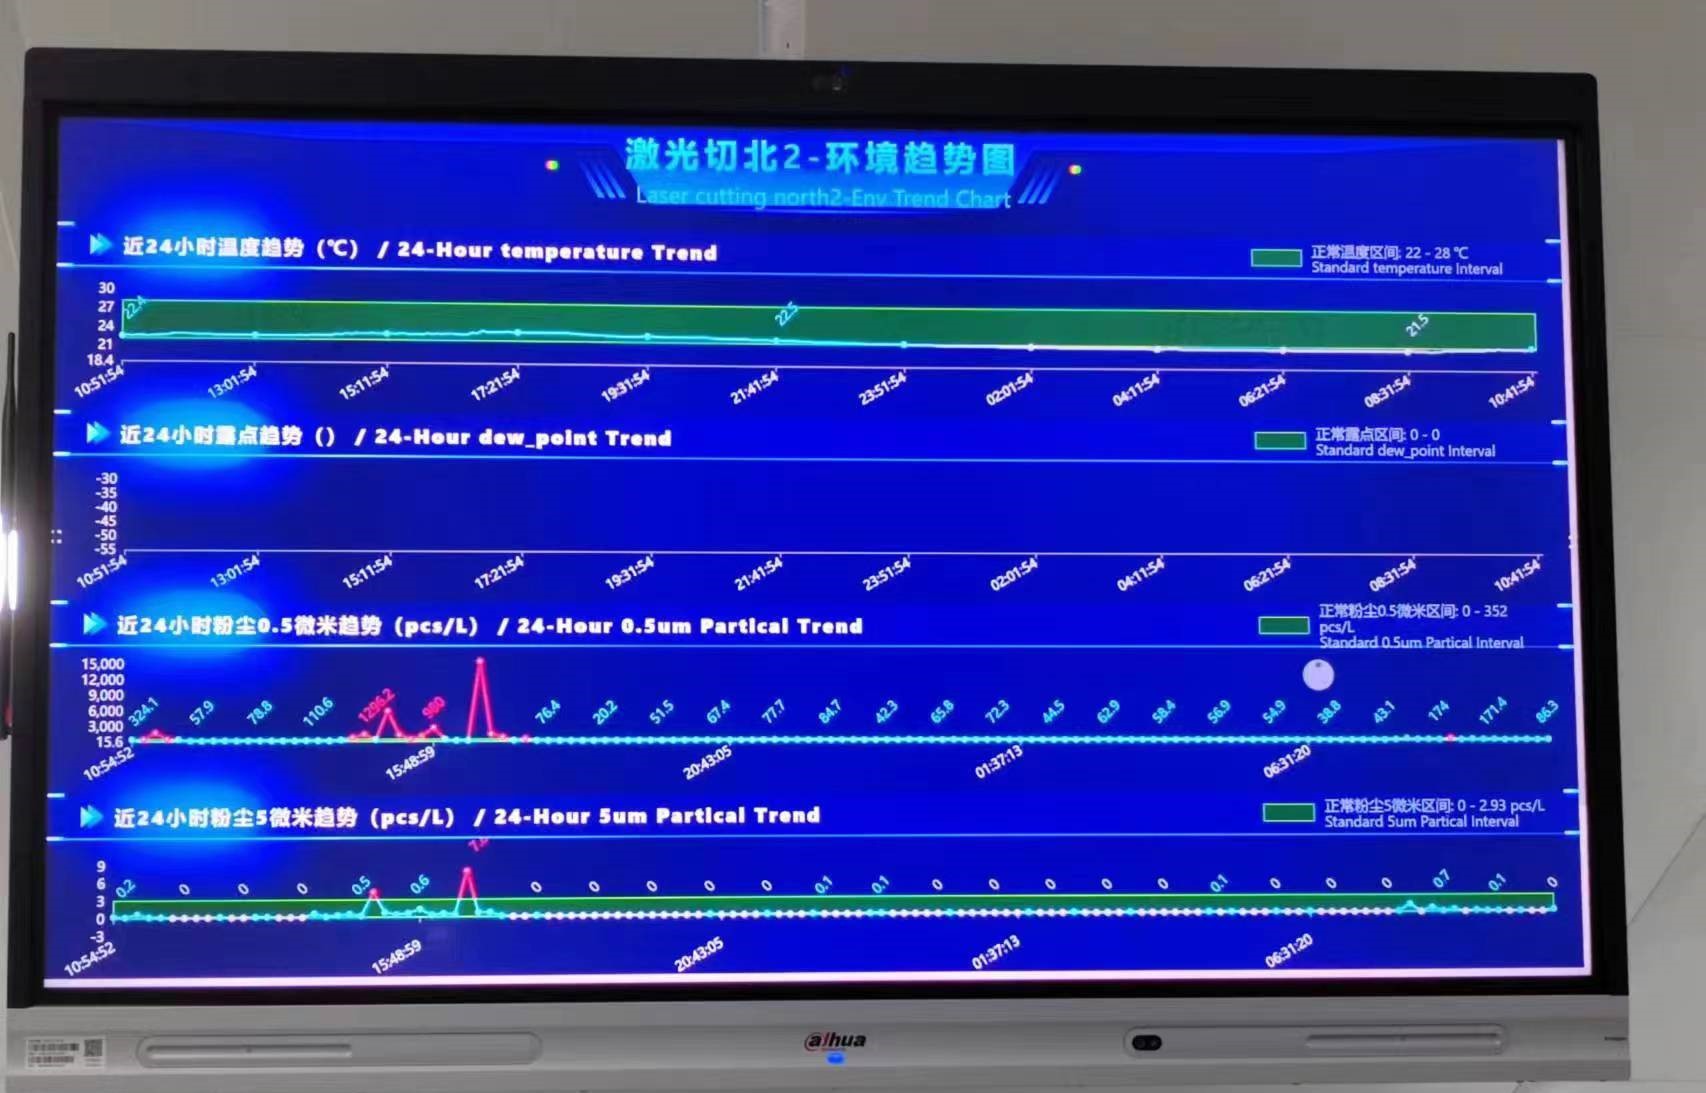 激光切北2-环境趋势图
Laser cutting north2-Env Trend Chart
近24小时温度趋势（℃） / 24-Hour temperature Trend
正常温度区间: 22 - 28 ℃
Standard temperature Interval
30
27
24
21
18.4
22.4
22.5
21.5
10:51:54 13:01:54 15:11:54 17:21:54 19:31:54 21:41:54 23:51:54 02:01:54 04:11:54 06:21:54 08:31:54 10:41:54
近24小时露点趋势（） / 24-Hour dew_point Trend
正常露点区间: 0 - 0
Standard dew_point Interval
-30
-35
-40
-45
-50
-55
10:51:54 13:01:54 15:11:54 17:21:54 19:31:54 21:41:54 23:51:54 02:01:54 04:11:54 06:21:54 08:31:54 10:41:54
近24小时粉尘0.5微米趋势（pcs/L） / 24-Hour 0.5um Partical Trend
正常粉尘0.5微米区间: 0 - 352
pcs/L
Standard 0.5um Partical Interval
15,000
12,000
9,000
6,000
3,000
15.6
324.1 57.9 78.8 110.6 1286.2 980 76.4 20.2 51.5 67.4 77.7 84.7 42.3 65.8 72.3 44.5 62.9 58.4 56.9 54.9 38.8 43.1 174 171.4 86.3
10:54:52 15:48:59 20:43:05 01:37:13 06:31:20
近24小时粉尘5微米趋势（pcs/L） / 24-Hour 5um Partical Trend
正常粉尘5微米区间: 0 - 2.93 pcs/L
Standard 5um Partical Interval
9
6
3
0
-3
0.2 0 0 0 0.5 0.6 0 0 0 0 0 0.1 0.1 0 0 0 0 0 0.1 0 0 0 0.7 0.1 0
10:54:52 15:48:59 20:43:05 01:37:13 06:31:20
alhua